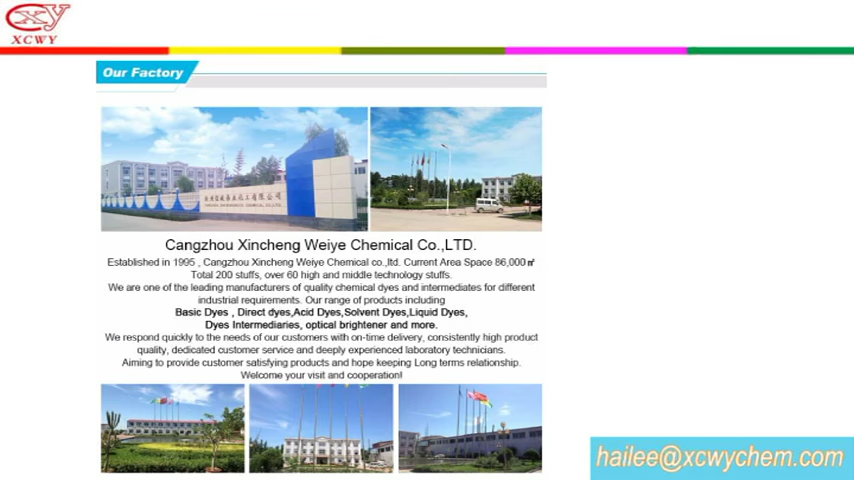 XCWY
Our Factory
Cangzhou Xincheng Weiye Chemical Co.,LTD.
Established in 1995 , Cangzhou Xincheng Weiye Chemical co.,ltd. Current Area Space 86,000㎡
Total 200 stuffs, over 60 high and middle technology stuffs.
We are one of the leading manufacturers of quality chemical dyes and intermediates for different
industrial requirements. Our range of products including
Basic Dyes , Direct dyes,Acid Dyes,Solvent Dyes,Liquid Dyes,
Dyes Intermediaries, optical brightener and more.
We respond quickly to the needs of our customers with on-time delivery, consistently high product
quality, dedicated customer service and deeply experienced laboratory technicians.
Aiming to provide customer satisfying products and hope keeping Long terms relationship.
Welcome your visit and cooperation!
hailee@xcwychem.com